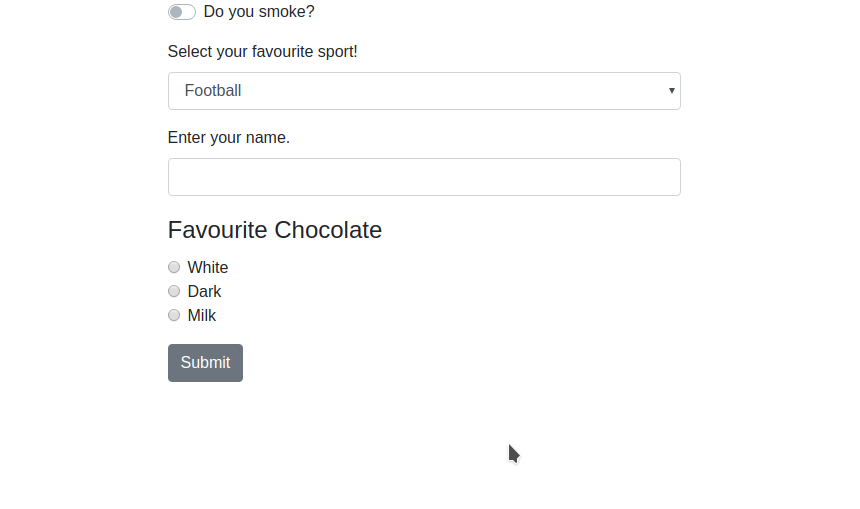 Do you smoke?
Select your favourite sport!
Football
Enter your name.
Favourite Chocolate
White
Dark
Milk
Submit